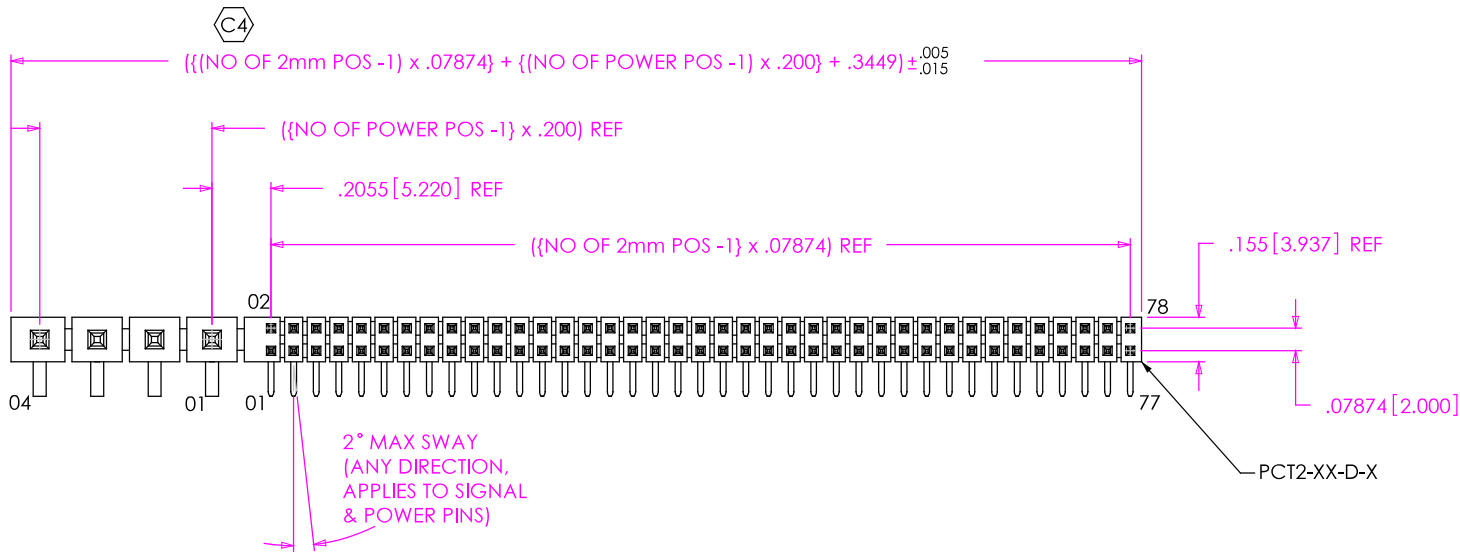 C4
({(NO OF 2mm POS -1) x .07874} + {(NO OF POWER POS -1) x .200} + .3449) ± .005 .015
({NO OF POWER POS -1} x .200) REF
.2055 [5.220] REF
({NO OF 2mm POS -1} x .07874) REF
.155 [3.937] REF
02
78
04
01
01
77
.07874 [2.000]
2° MAX SWAY
(ANY DIRECTION,
APPLIES TO SIGNAL
& POWER PINS)
PCT2-XX-D-X